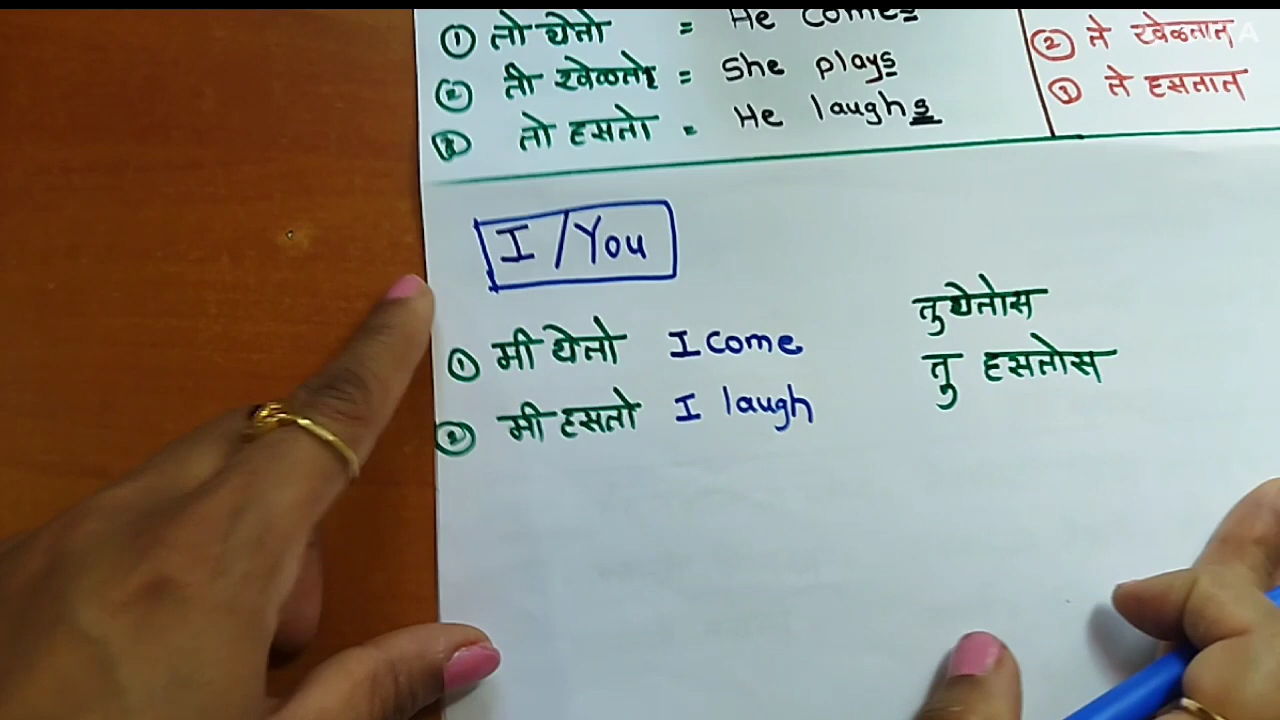 ① तो येतो = He comes
② ती खेळते = She plays
③ तो हसतो = He laughs
② ते खेळतात
③ ते हसतात
I / You
① मी येतो I come
② मी हसतो I laugh
तु येतोस
तु हसतोस